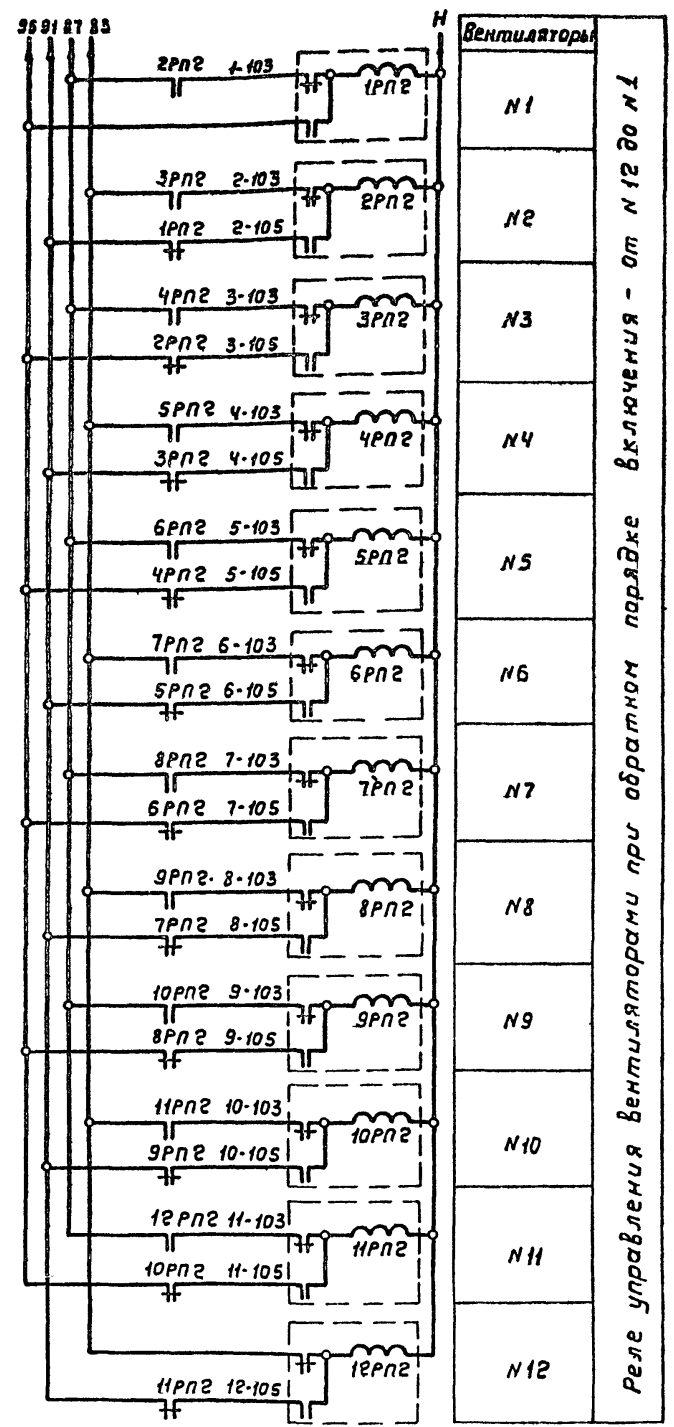 95 91 87 83
Н
Вентиляторы
2РП2 1-103
1РП2
N1
3РП2 2-103
2РП2
1РП2 2-105
N2
4РП2 3-103
3РП2
2РП2 3-105
N3
5РП2 4-103
4РП2
3РП2 4-105
N4
6РП2 5-103
5РП2
4РП2 5-105
N5
7РП2 6-103
6РП2
5РП2 6-105
N6
8РП2 7-103
7РП2
6РП2 7-105
N7
9РП2 8-103
8РП2
7РП2 8-105
N8
10РП2 9-103
9РП2
8РП2 9-105
N9
11РП2 10-103
10РП2
9РП2 10-105
N10
12РП2 11-103
11РП2
10РП2 11-105
N11
12РП2
11РП2 12-105
N12
Реле управления вентиляторами при обратном порядке включения - от N12 до N1